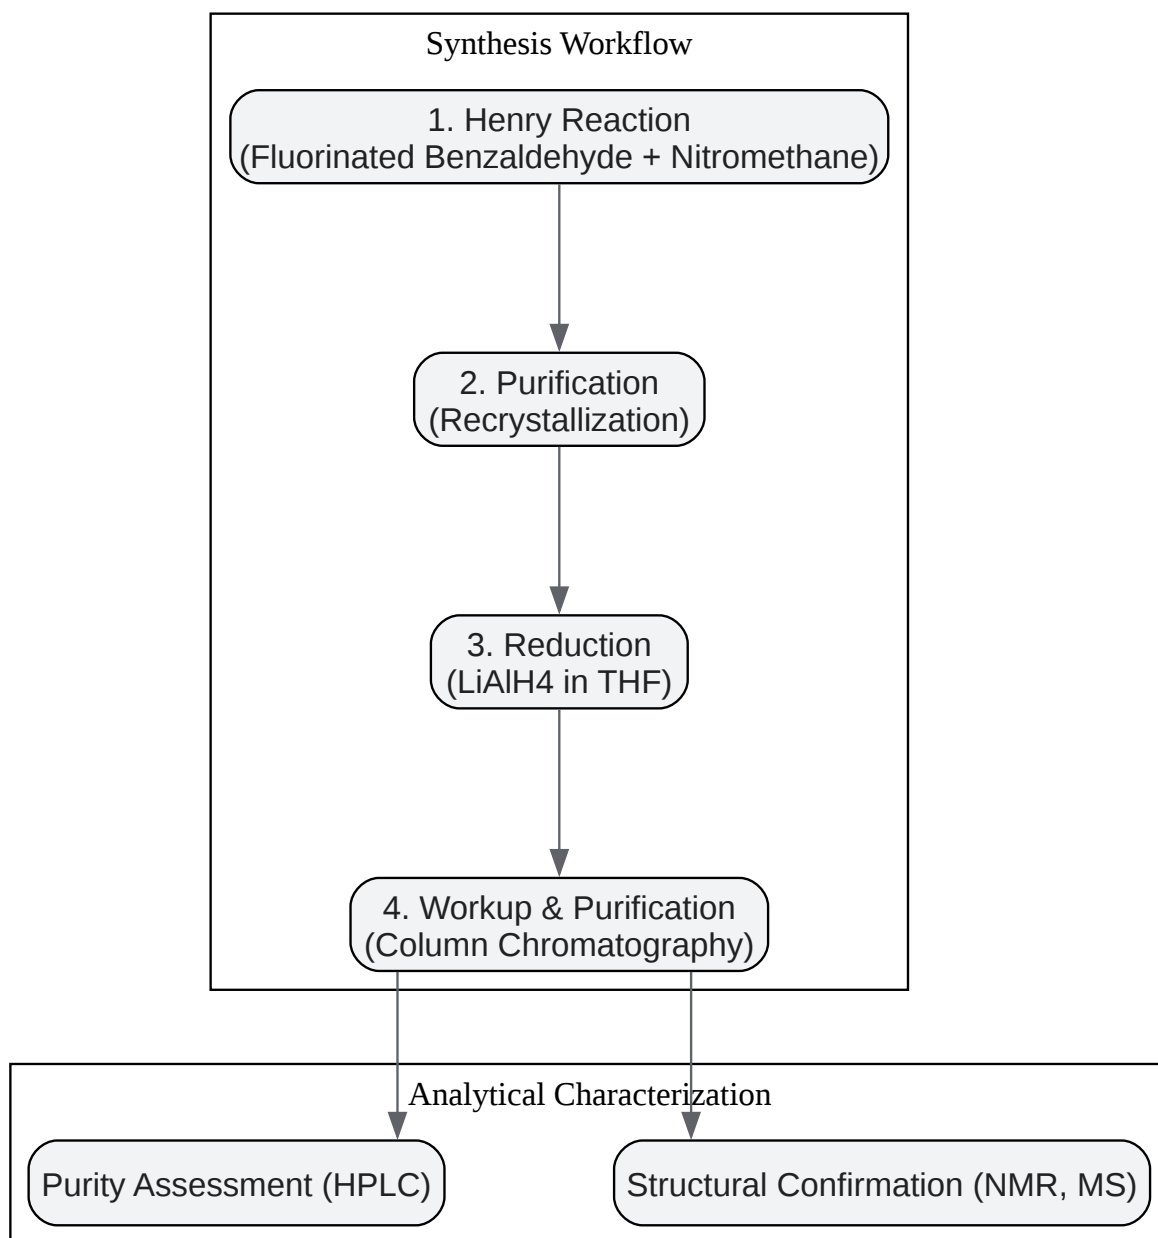 Synthesis Workflow
1. Henry Reaction
(Fluorinated Benzaldehyde + Nitromethane)
2. Purification
(Recrystallization)
3. Reduction
(LiAlH4 in THF)
4. Workup & Purification
(Column Chromatography)
Analytical Characterization
Purity Assessment (HPLC)
Structural Confirmation (NMR, MS)